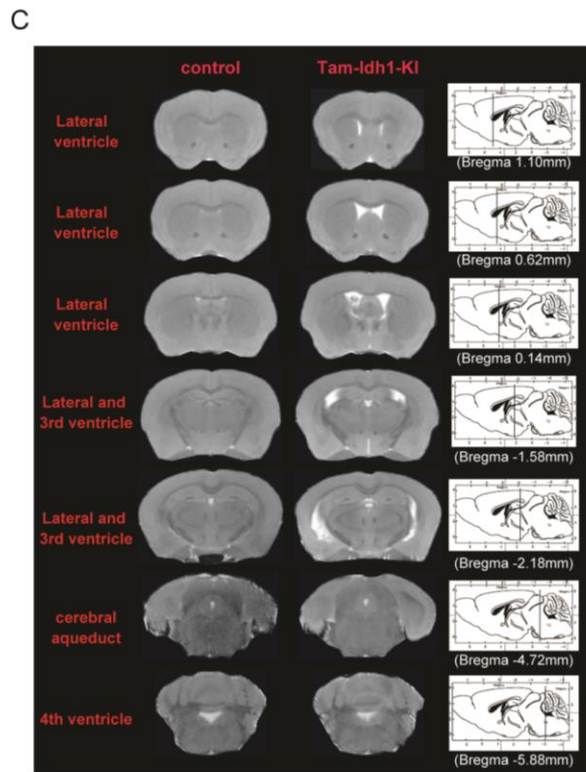 C
control Tam-Idh1-KI
Lateral
ventricle
(Bregma 1.10mm)
Lateral
ventricle
(Bregma 0.62mm)
Lateral
ventricle
(Bregma 0.14mm)
Lateral and
3rd ventricle
(Bregma -1.58mm)
Lateral and
3rd ventricle
(Bregma -2.18mm)
cerebral
aqueduct
(Bregma -4.72mm)
4th ventricle
(Bregma -5.88mm)